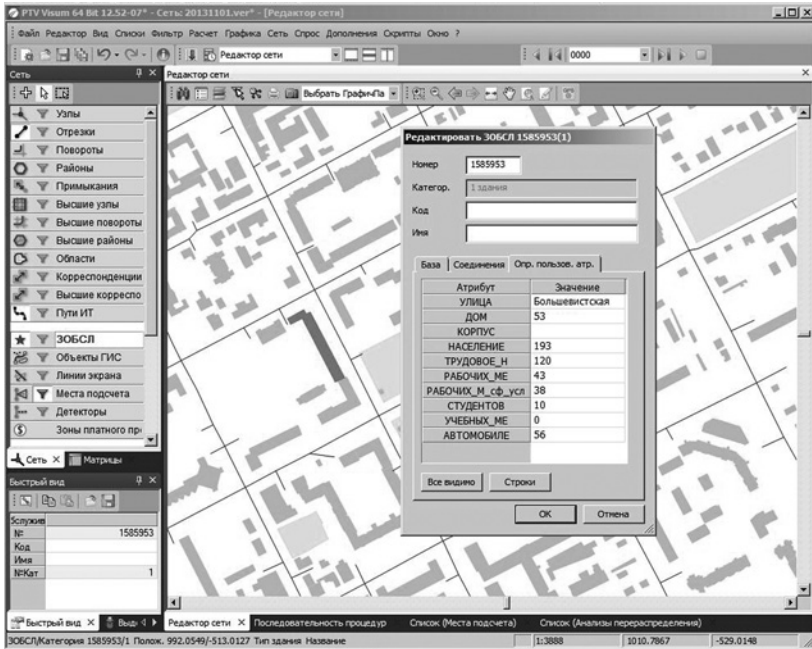 PTV Visum 64 Bit 12.52-07* - Сеть: 20131101.ver* - [Редактор сети]
Файл Редактор Вид Списки Фильтр Расчет Графика Сеть Спрос Дополнения Скрипты Окно ?
Редактор сети 0000
Сеть
Редактор сети
Выбрать ГрафичПа
Узлы
Отрезки
Повороты
Районы
Примыкания
Высшие узлы
Высшие повороты
Высшие районы
Области
Корреспонденции
Высшие корреспо
Пути ИТ
ЗОБСЛ
Объекты ГИС
Линии экрана
Места подсчета
Детекторы
Зоны платного пр
Сеть Матрицы
Быстрый вид
№ 1585953
Код
Имя
№Кат 1
Быстрый вид
Редактировать ЗОБСЛ 1585953(1)
Номер 1585953
Категор. 1 здания
Код
Имя
База Соединения Опр. пользов. атр.
Атрибут Значение
УЛИЦА Большевистская
ДОМ 53
КОРПУС
НАСЕЛЕНИЕ 193
ТРУДОВОЕ_Н 120
РАБОЧИХ_МЕ 43
РАБОЧИХ_М_сф_усл 38
СТУДЕНТОВ 10
УЧЕБНЫХ_МЕ 0
АВТОМОБИЛЕ 56
Все видимо Строки
ОК Отмена
Редактор сети Последовательность процедур Список (Места подсчета) Список (Анализы перераспределения)
ЗОБСЛ/Категория 1585953/1 Полож. 992.0549/-513.0127 Тип здания Название 1:3888 1010.7867 -529.0148